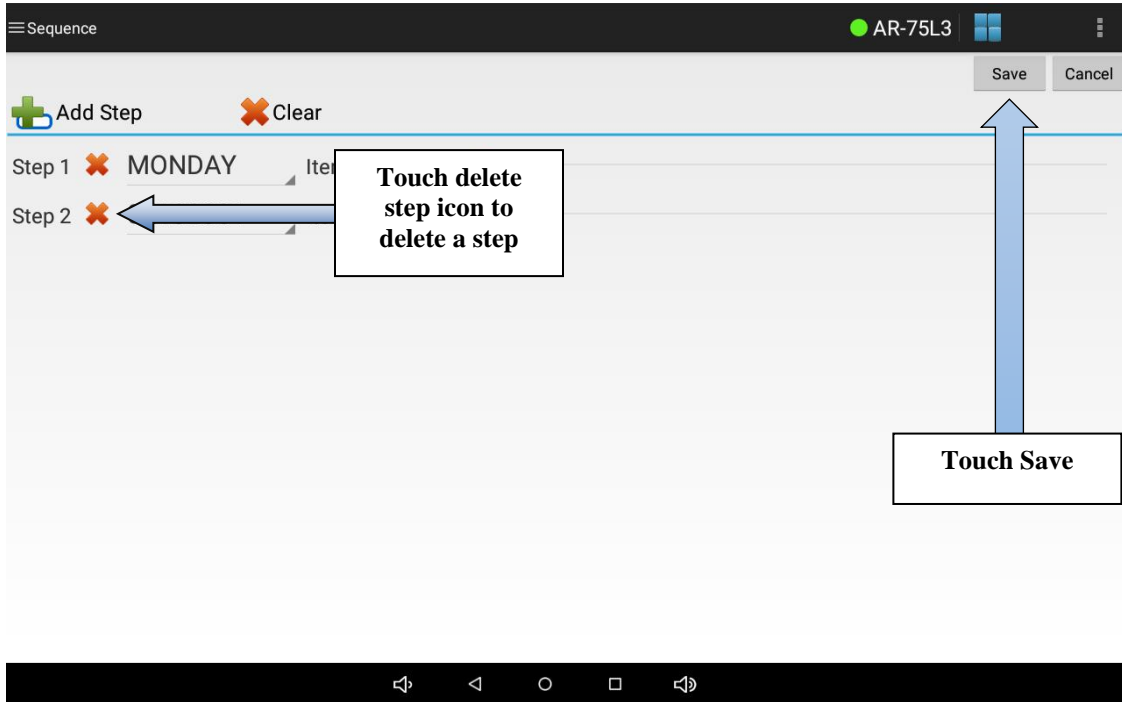 Sequence AR-75L3
Save Cancel
Add Step Clear
Step 1 MONDAY
Step 2
Touch delete
step icon to
delete a step
Touch Save